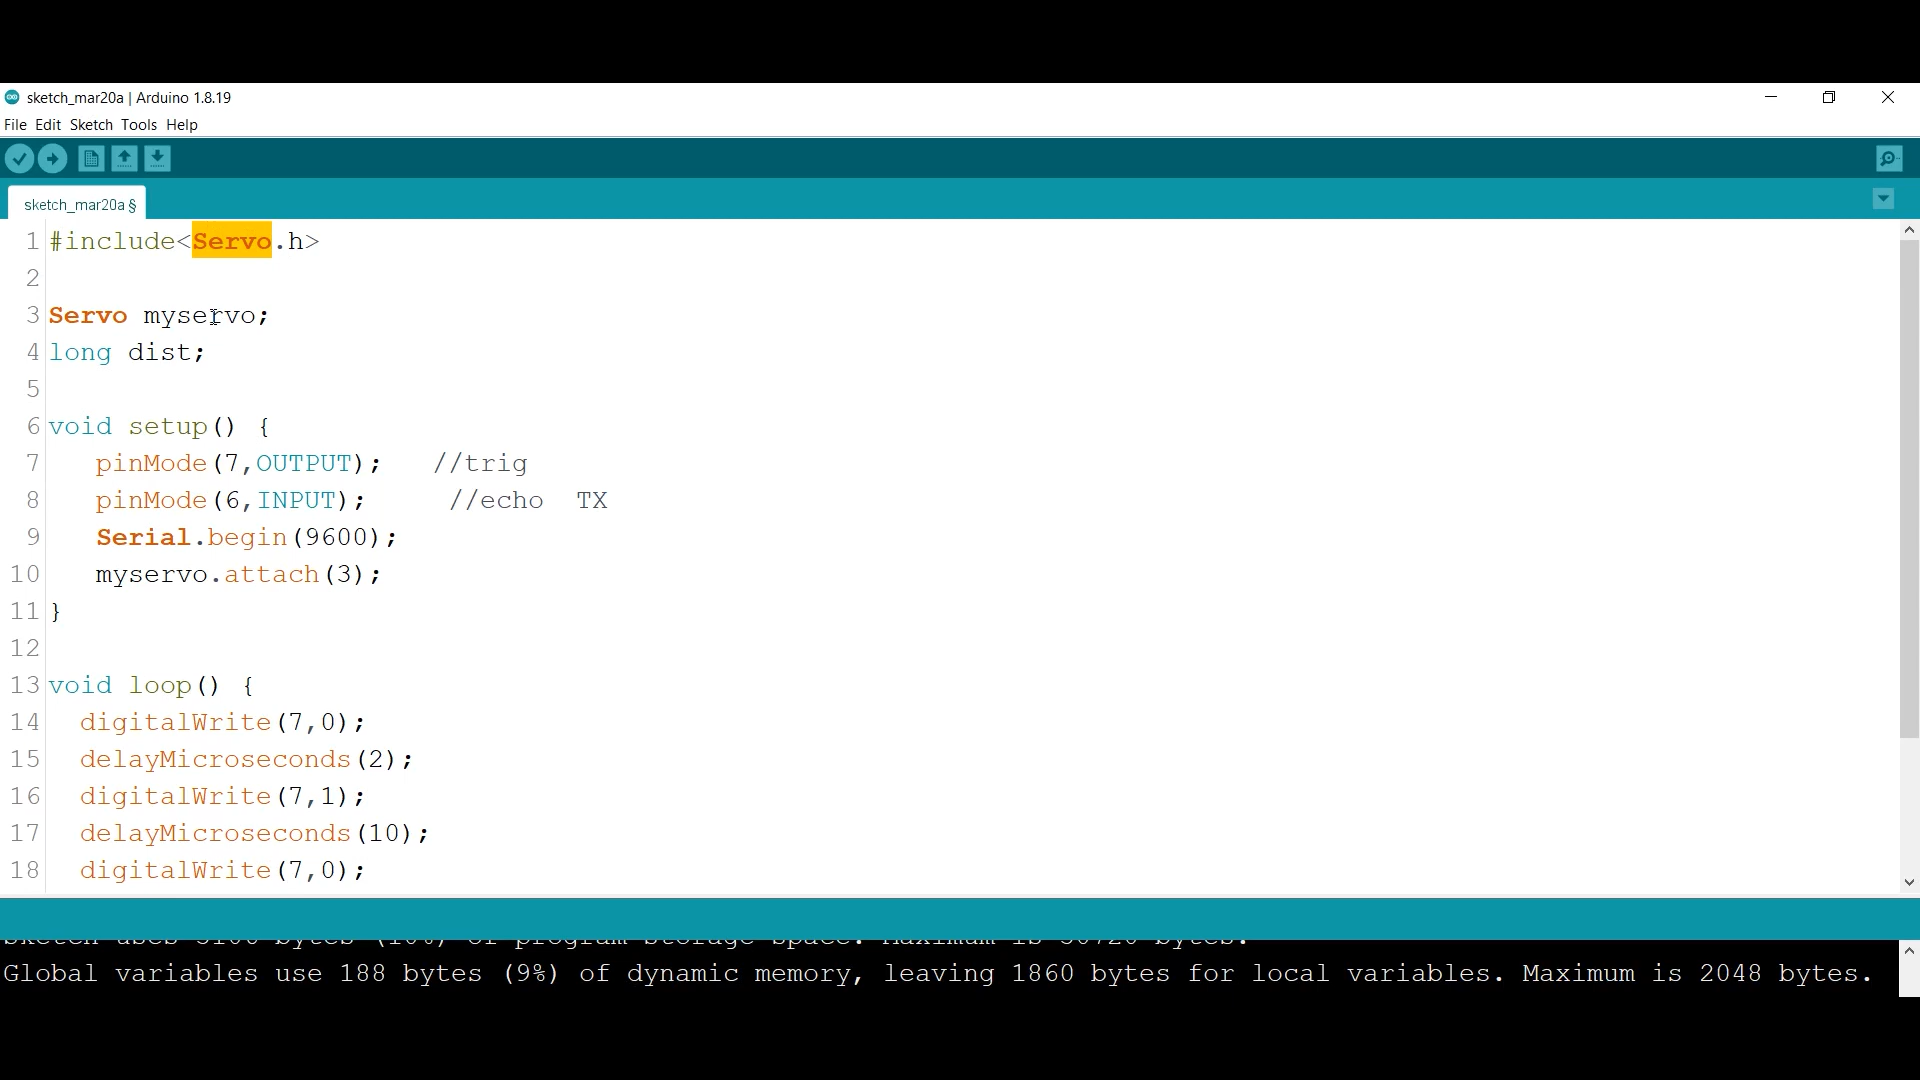 sketch_mar20a | Arduino 1.8.19
File Edit Sketch Tools Help
sketch_mar20a §
1 #include<Servo.h>
2
3 Servo myservo;
4 long dist;
5
6 void setup() {
7 pinMode(7,OUTPUT); //trig
8 pinMode(6,INPUT); //echo TX
9 Serial.begin(9600);
10 myservo.attach(3);
11 }
12
13 void loop() {
14 digitalWrite(7,0);
15 delayMicroseconds(2);
16 digitalWrite(7,1);
17 delayMicroseconds(10);
18 digitalWrite(7,0);
Global variables use 188 bytes (9%) of dynamic memory, leaving 1860 bytes for local variables. Maximum is 2048 bytes.